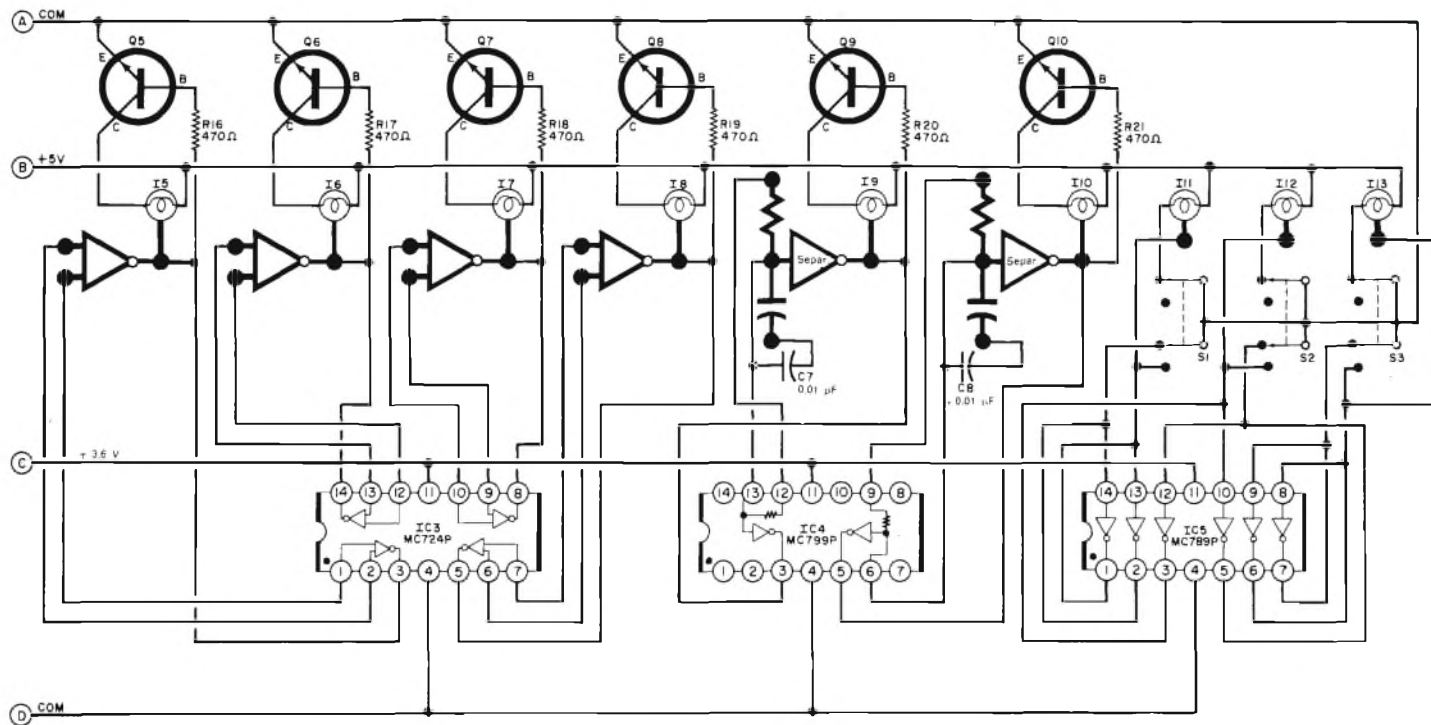 A COM
Q5 Q6 Q7 Q8 Q9 Q10
E B E B E B E B E B E B
C C C C C C
R16 470Ω
R17 470Ω
R18 470Ω
R19 470Ω
R20 470Ω
R21 470Ω
B +5V
I5 I6 I7 I8 I9 I10 I11 I12 I13
Separ Separ
S1 S2 S3
C7 0.01 µF
C8 0.01 µF
C + 3.6 V
14 13 12 11 10 9 8
IC3
MC724P
1 2 3 4 5 6 7
14 13 12 11 10 9 8
IC4
MC799P
1 2 3 4 5 6 7
14 13 12 11 10 9 8
IC5
MC789P
1 2 3 4 5 6 7
D COM